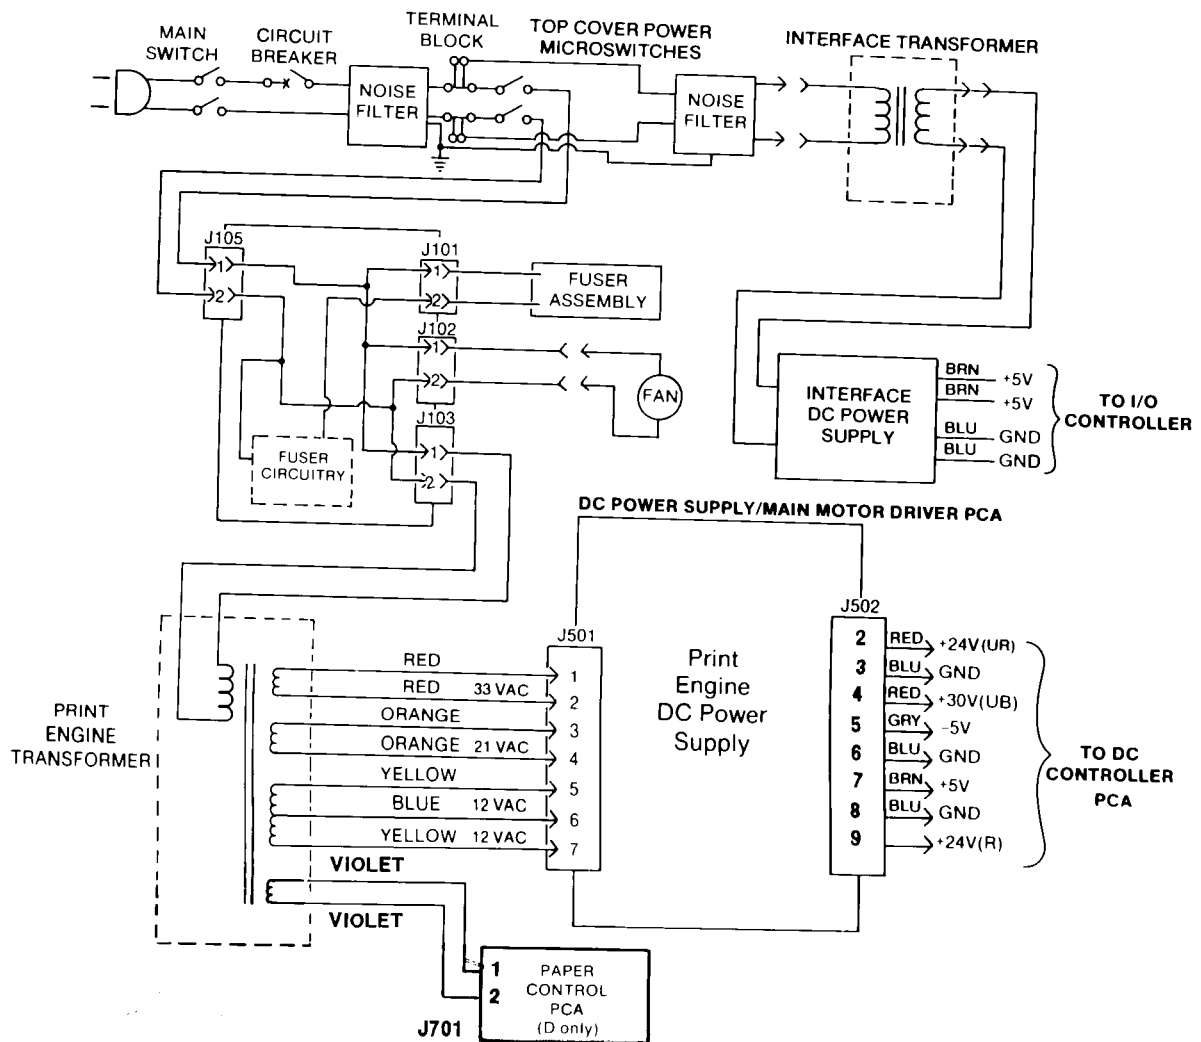 MAIN
SWITCH
CIRCUIT
BREAKER
TERMINAL
BLOCK
TOP COVER POWER
MICROSWITCHES
INTERFACE TRANSFORMER
NOISE
FILTER
NOISE
FILTER
J105
1
2
J101
1
2
FUSER
ASSEMBLY
J102
1
2
FAN
J103
1
2
FUSER
CIRCUITRY
INTERFACE
DC POWER
SUPPLY
BRN +5V
BRN +5V
BLU GND
BLU GND
TO I/O
CONTROLLER
DC POWER SUPPLY/MAIN MOTOR DRIVER PCA
PRINT
ENGINE
TRANSFORMER
RED
RED 33 VAC
ORANGE
ORANGE 21 VAC
YELLOW
BLUE 12 VAC
YELLOW 12 VAC
VIOLET
VIOLET
J501
1
2
3
4
5
6
7
Print
Engine
DC Power
Supply
J502
2 RED +24V(UR)
3 BLU GND
4 RED +30V(UB)
5 GRY -5V
6 BLU GND
7 BRN +5V
8 BLU GND
9 +24V(R)
TO DC
CONTROLLER
PCA
1
2
PAPER
CONTROL
PCA
(D only)
J701